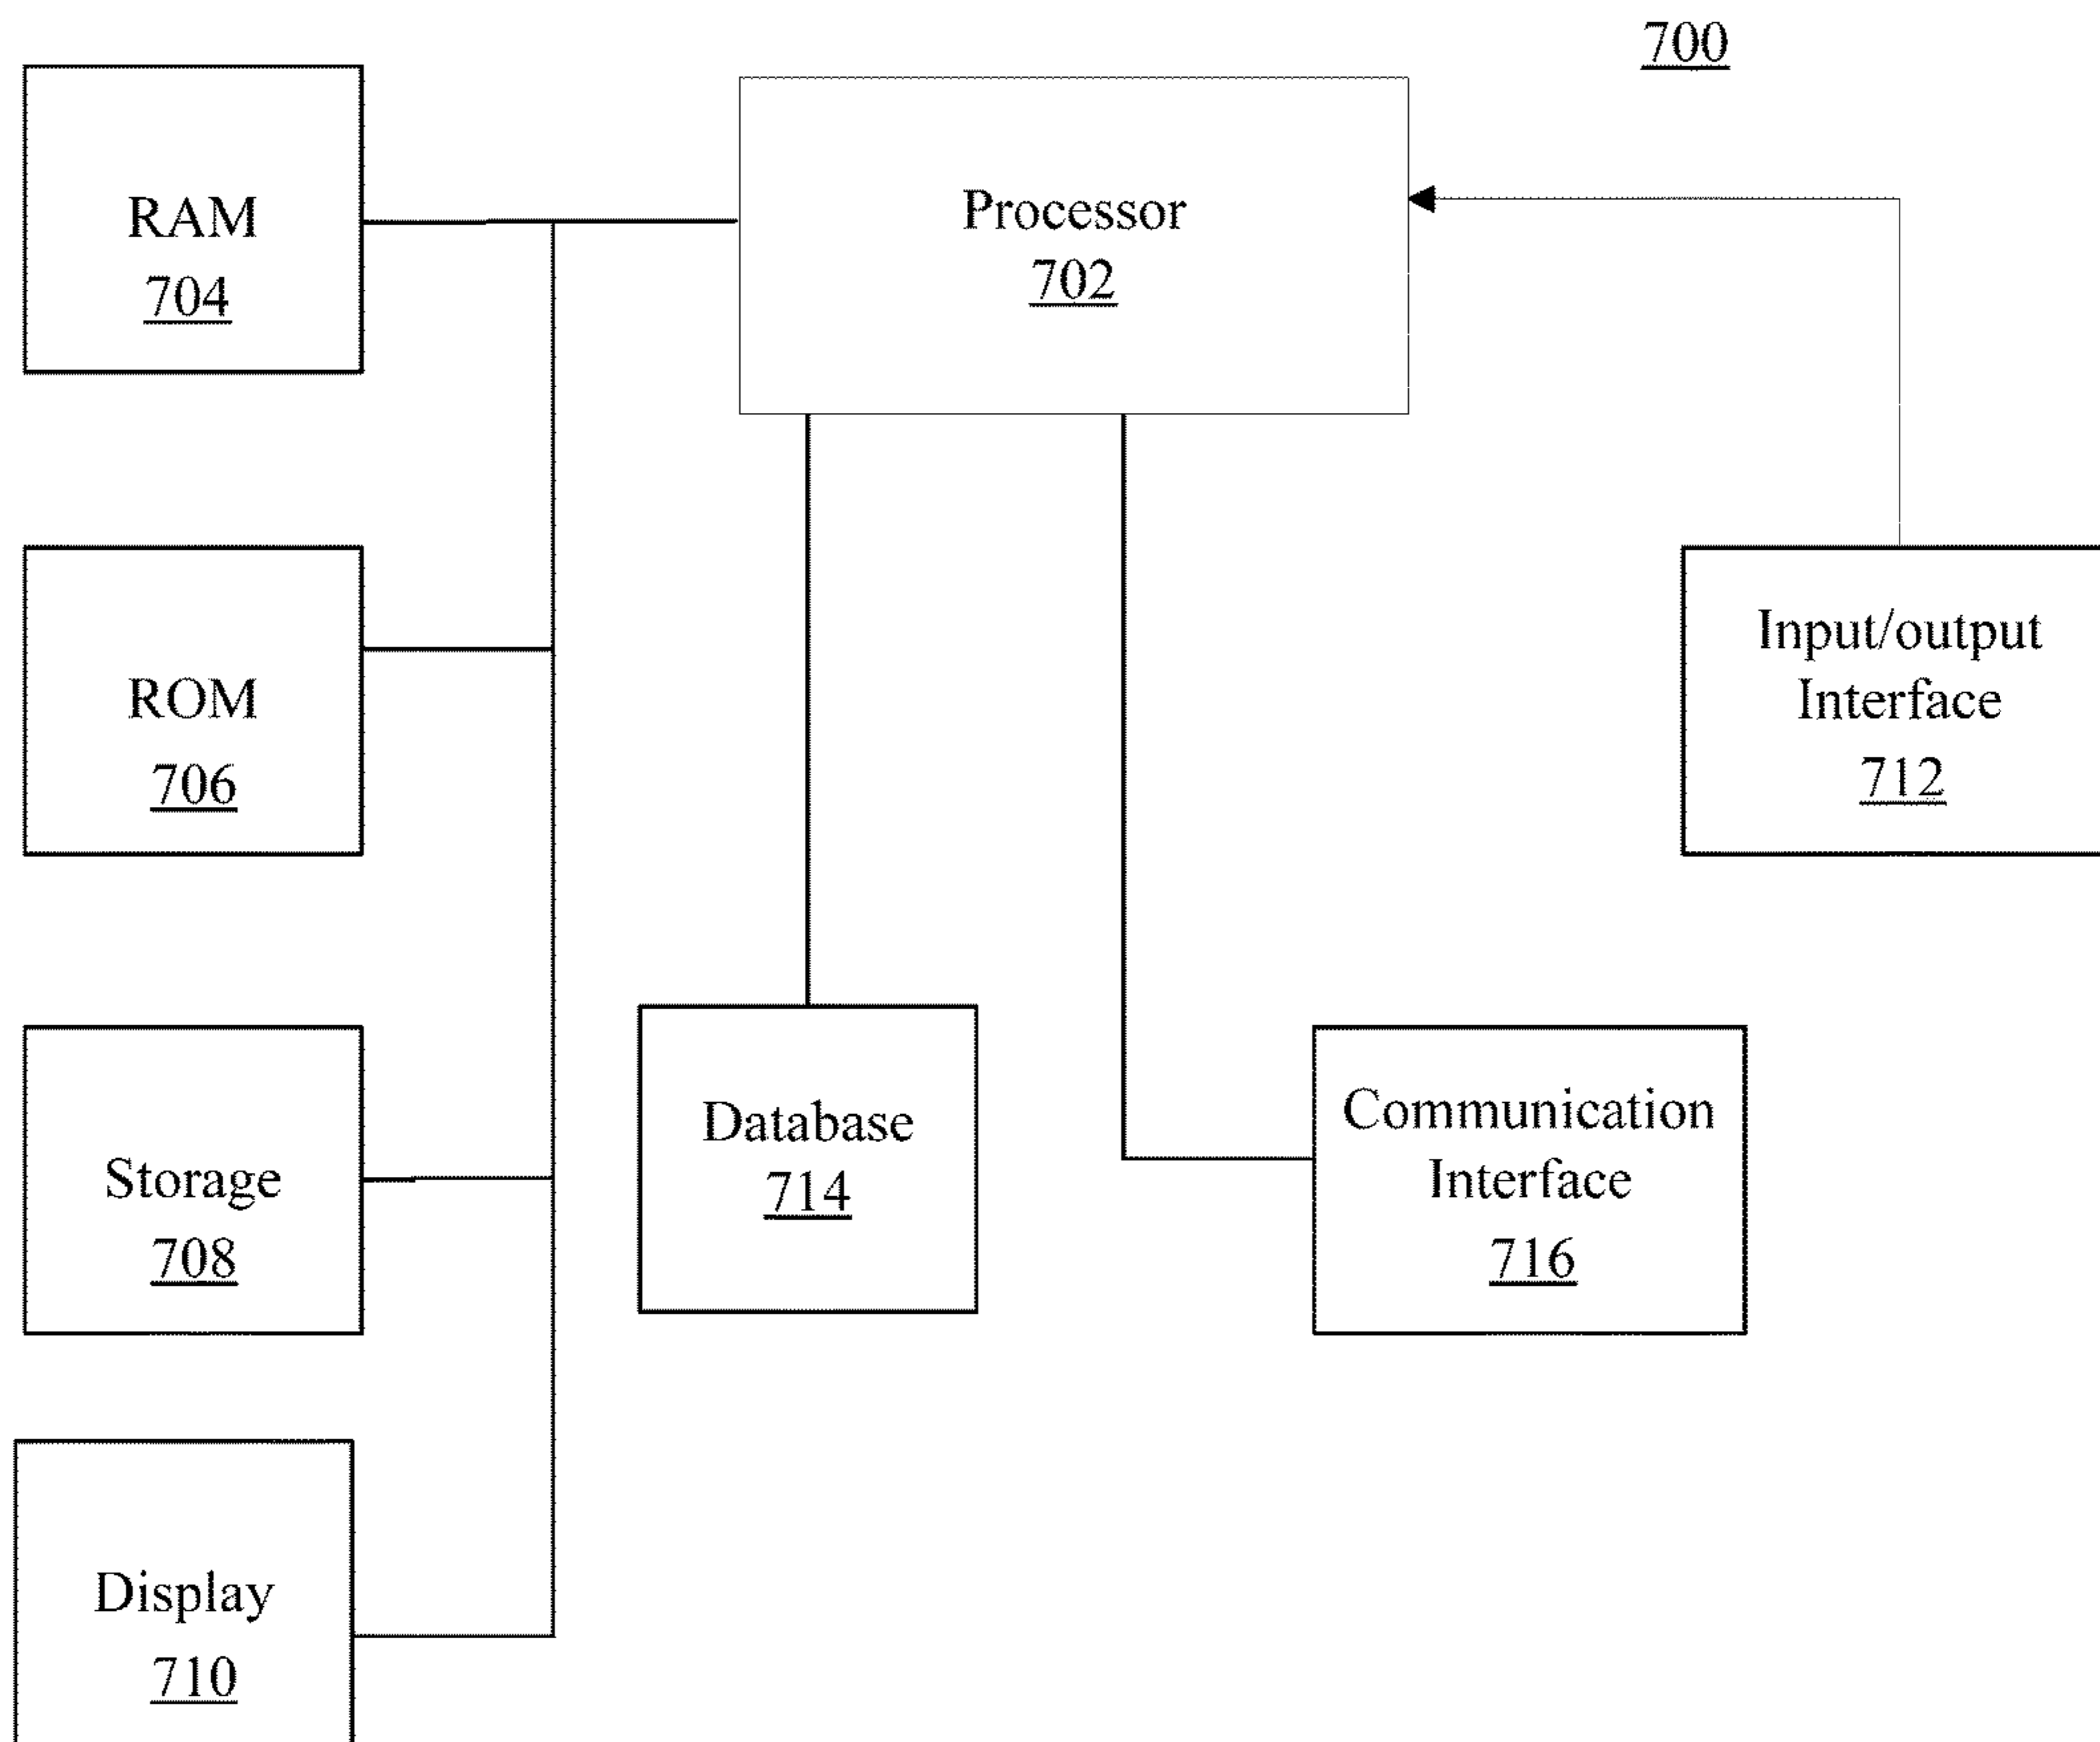 700
RAM
704
Processor
702
ROM
706
Input/output
Interface
712
Storage
708
Database
714
Communication
Interface
716
Display
710